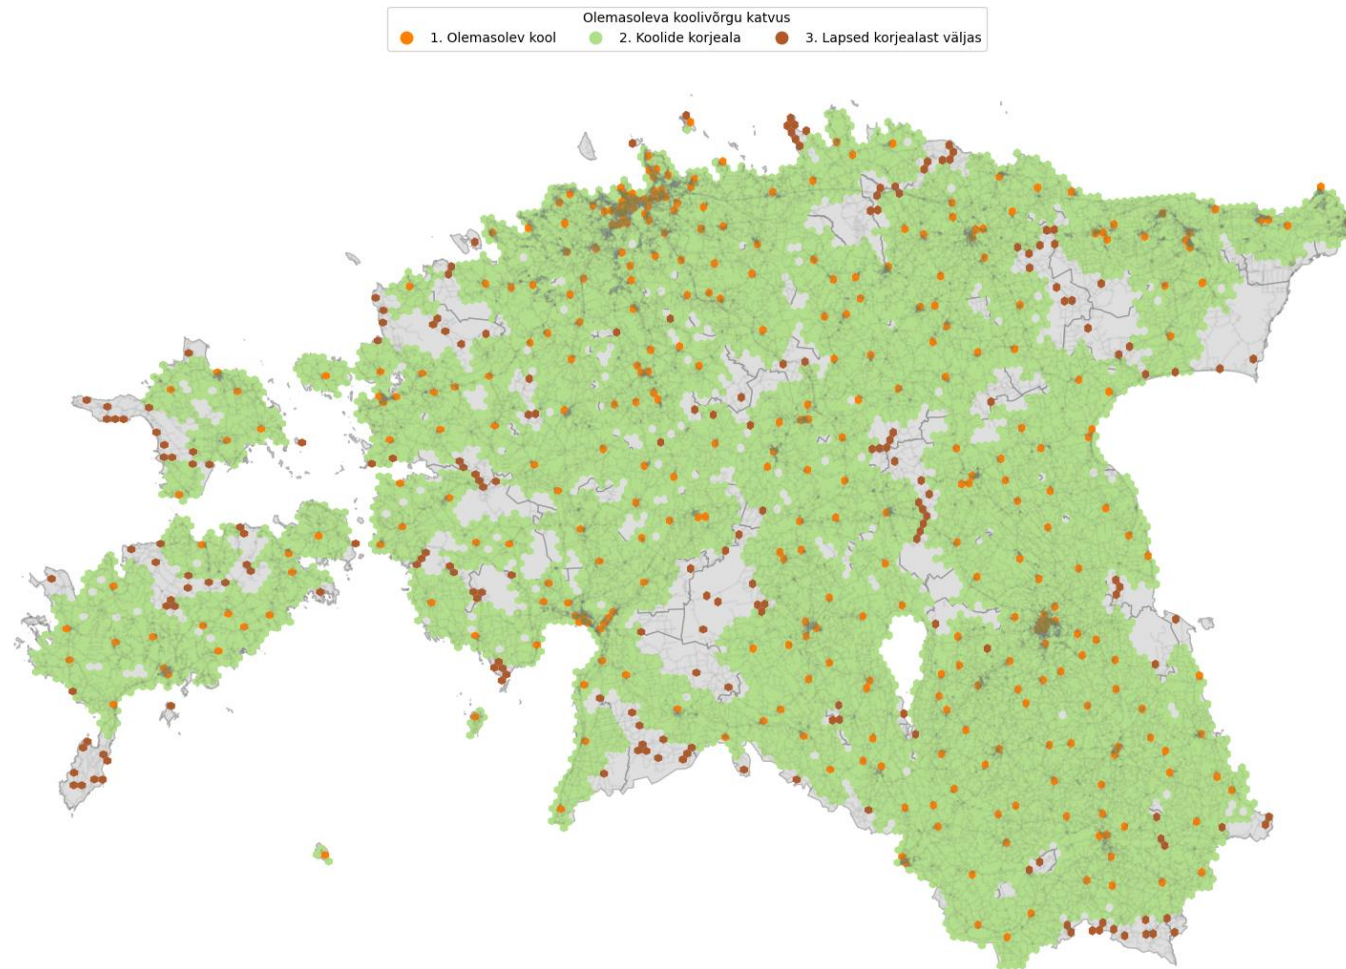 Olemasoleva koolivõrgu katvus
1. Olemasolev kool 2. Koolide korjeala 3. Lapsed korjealast väljas